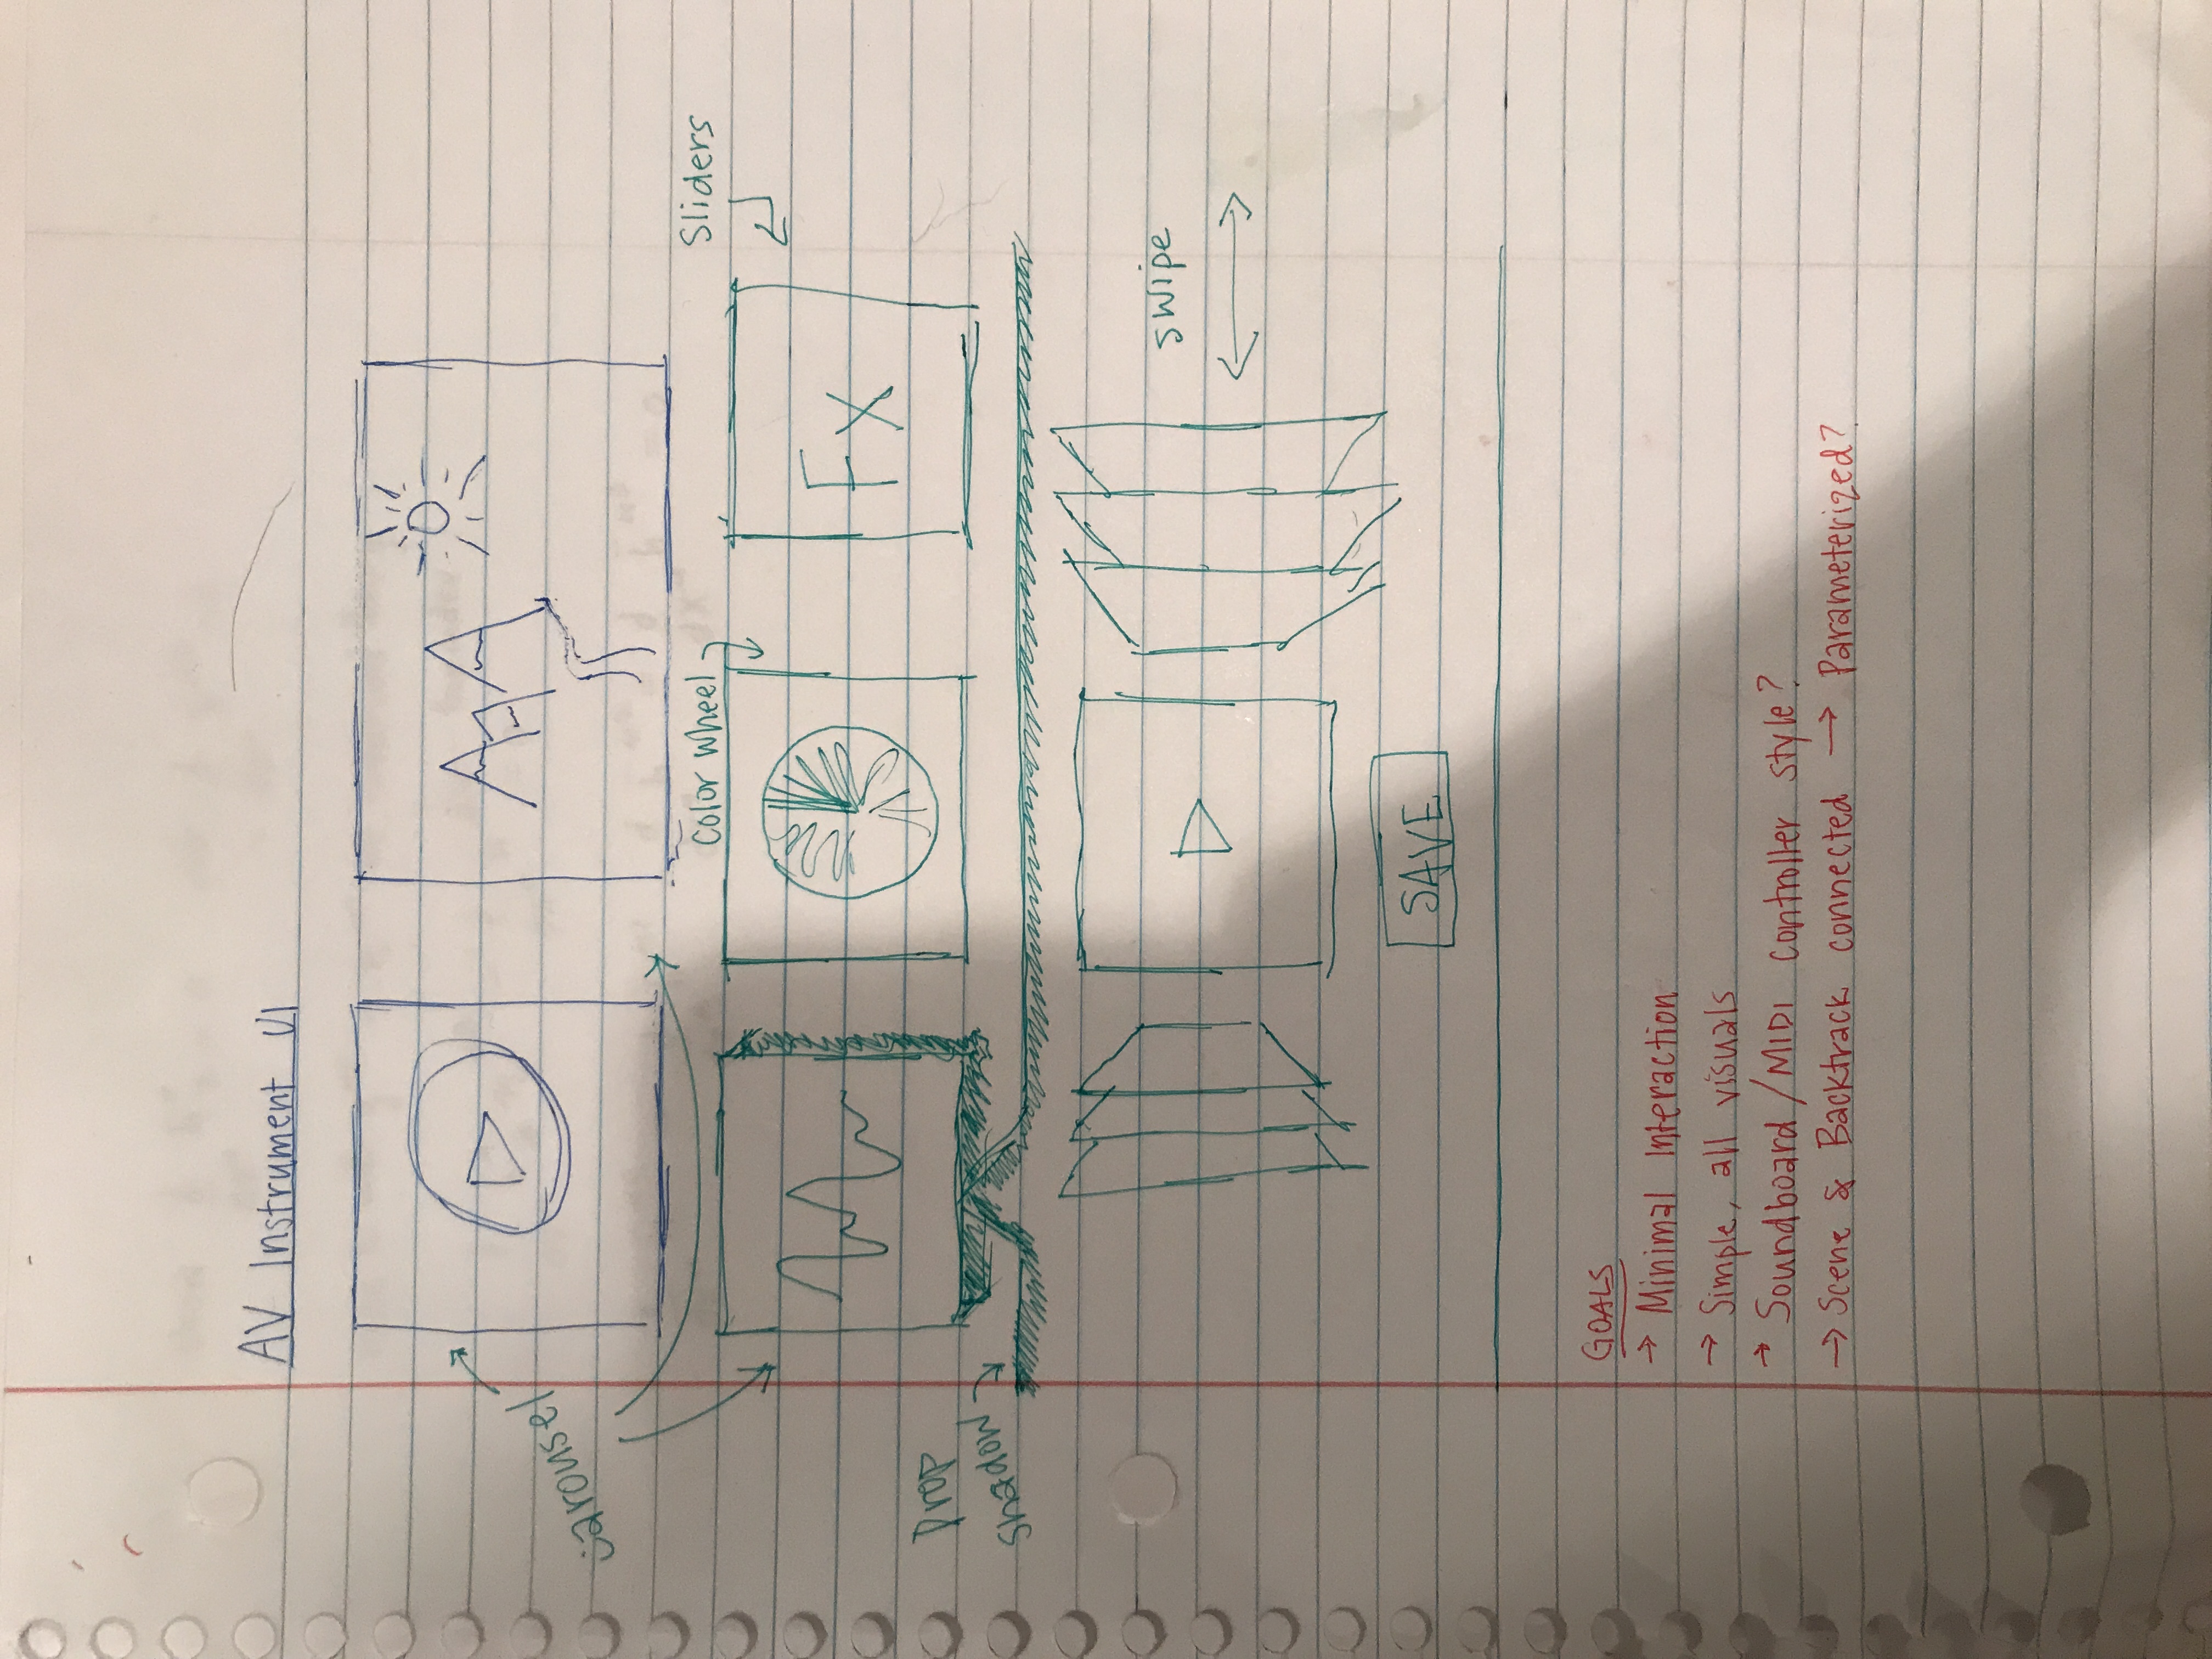 AV Instrument UI
carousel
Color wheel
Sliders
FX
Drop
shadow
swipe
SAVE
GOALS
→ Minimal Interaction
→ Simple, all visuals
→ Soundboard/MIDI controller style?
→ Scene & Backtrack connected → Parameterized?